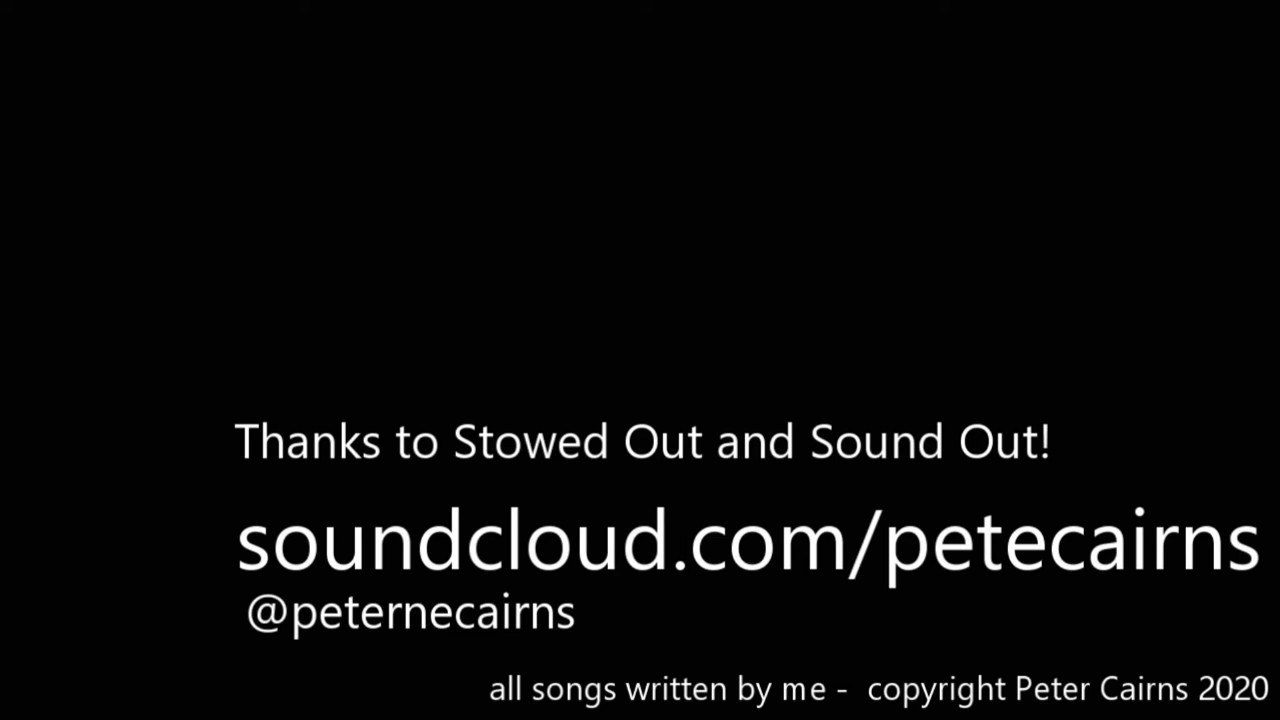 Thanks to Stowed Out and Sound Out!
soundcloud.com/petecairns
@peternecairns
all songs written by me -  copyright Peter Cairns 2020